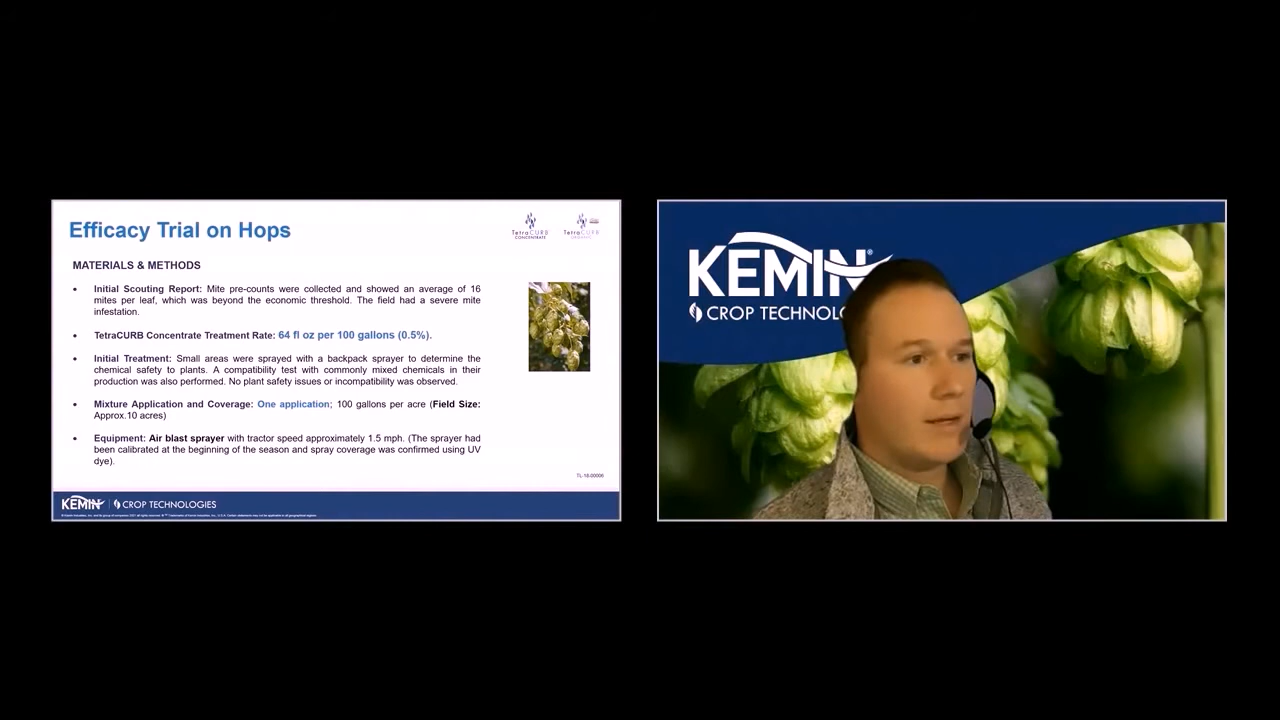 Efficacy Trial on Hops
TetraCURB
CONCENTRATE
TetraCURB
ORGANIC
MATERIALS & METHODS
• Initial Scouting Report: Mite pre-counts were collected and showed an average of 16
mites per leaf, which was beyond the economic threshold. The field had a severe mite
infestation.
• TetraCURB Concentrate Treatment Rate: 64 fl oz per 100 gallons (0.5%).
• Initial Treatment: Small areas were sprayed with a backpack sprayer to determine the
chemical safety to plants. A compatibility test with commonly mixed chemicals in their
production was also performed. No plant safety issues or incompatibility was observed.
• Mixture Application and Coverage: One application; 100 gallons per acre (Field Size:
Approx.10 acres)
• Equipment: Air blast sprayer with tractor speed approximately 1.5 mph. (The sprayer had
been calibrated at the beginning of the season and spray coverage was confirmed using UV
dye).
KEMIN | CROP TECHNOLOGIES
KEMIN®
CROP TECHNOLO